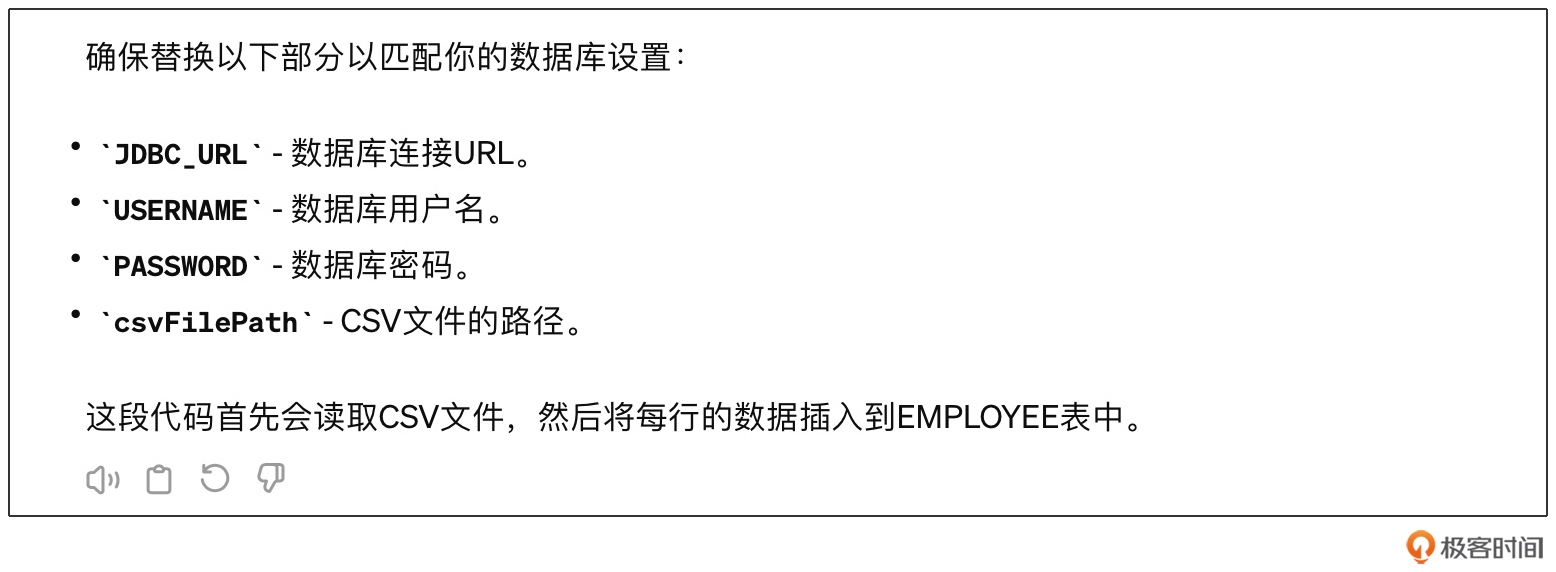 确保替换以下部分以匹配你的数据库设置：
• `JDBC_URL` - 数据库连接URL。
• `USERNAME` - 数据库用户名。
• `PASSWORD` - 数据库密码。
• `csvFilePath` - CSV文件的路径。
这段代码首先会读取CSV文件，然后将每行的数据插入到EMPLOYEE表中。
极客时间